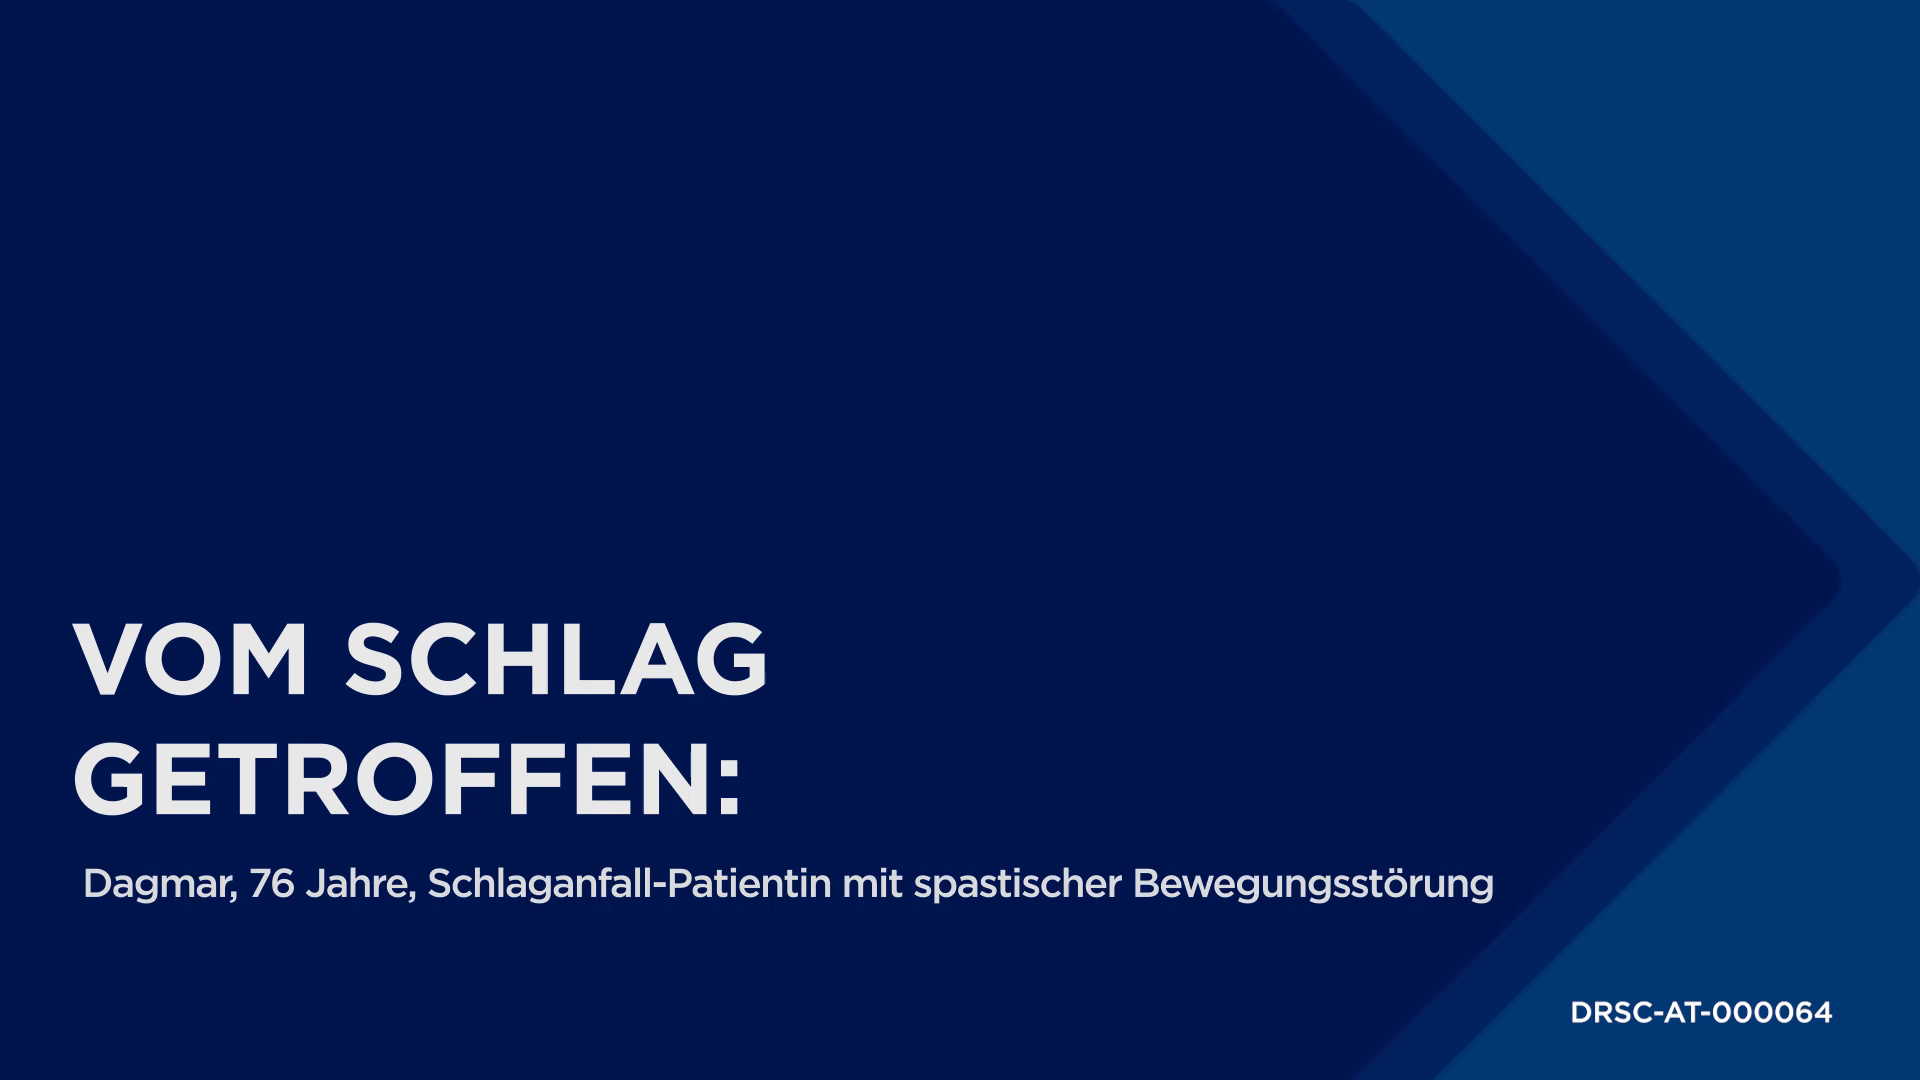 VOM SCHLAG
GETROFFEN:
Dagmar, 76 Jahre, Schlaganfall-Patientin mit spastischer Bewegungsstörung
DRSC-AT-000064